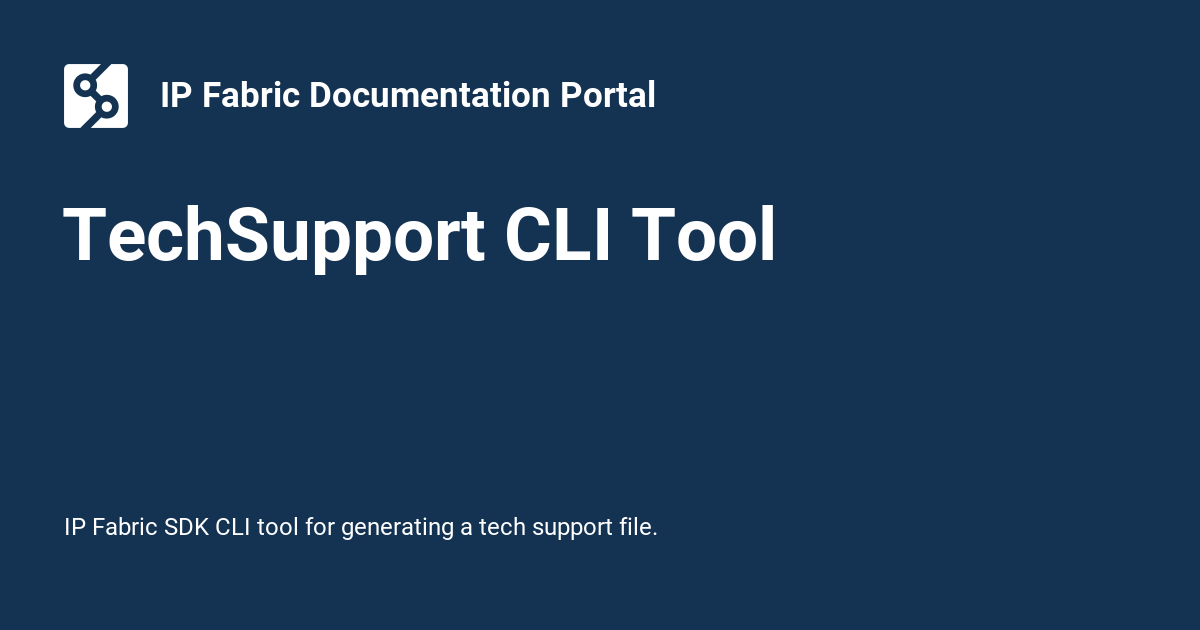 IP Fabric Documentation Portal
TechSupport CLI Tool
IP Fabric SDK CLI tool for generating a tech support file.